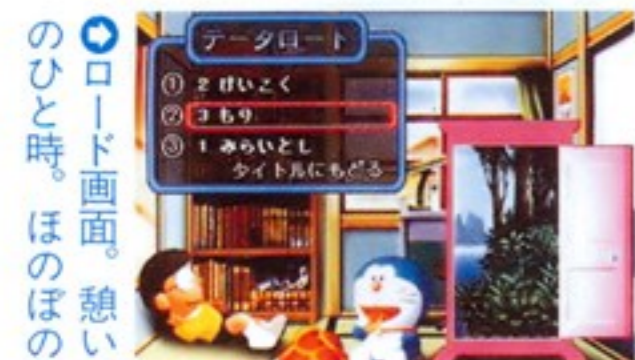 ➲ロード画面。憩い
のひと時。ほのぼの
データロード
① 2 けいこく
② 3 もり
③ 1 みらいとし
タイトルにもどる